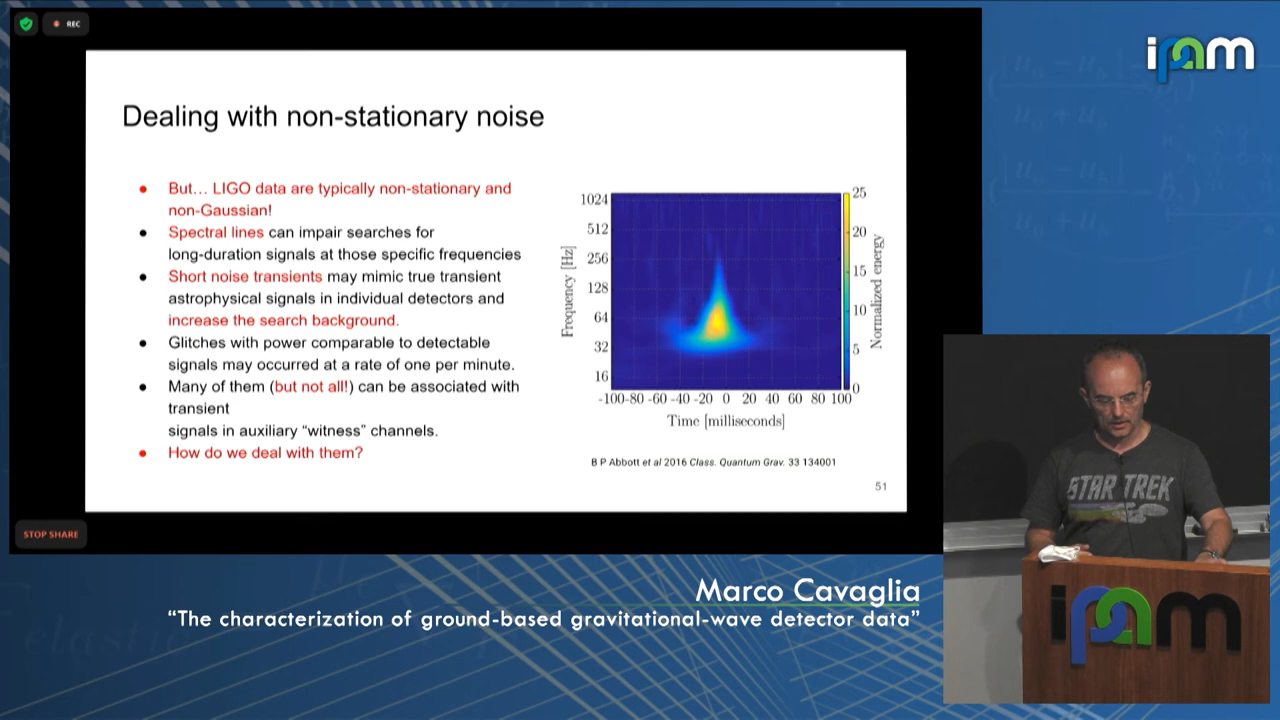 REC
ipam
Dealing with non-stationary noise
But… LIGO data are typically non-stationary and
non-Gaussian!
Spectral lines can impair searches for
long-duration signals at those specific frequencies
Short noise transients may mimic true transient
astrophysical signals in individual detectors and
increase the search background.
Glitches with power comparable to detectable
signals may occurred at a rate of one per minute.
Many of them (but not all!) can be associated with
transient
signals in auxiliary “witness” channels.
How do we deal with them?
Frequency [Hz]
1024
512
256
128
64
32
16
-100-80 -60 -40 -20 0 20 40 60 80 100
Time [milliseconds]
25
20
15
10
5
0
Normalized energy
B P Abbott et al 2016 Class. Quantum Grav. 33 134001
51
STOP SHARE
STAR TREK
ipam
Marco Cavaglia
“The characterization of ground-based gravitational-wave detector data”